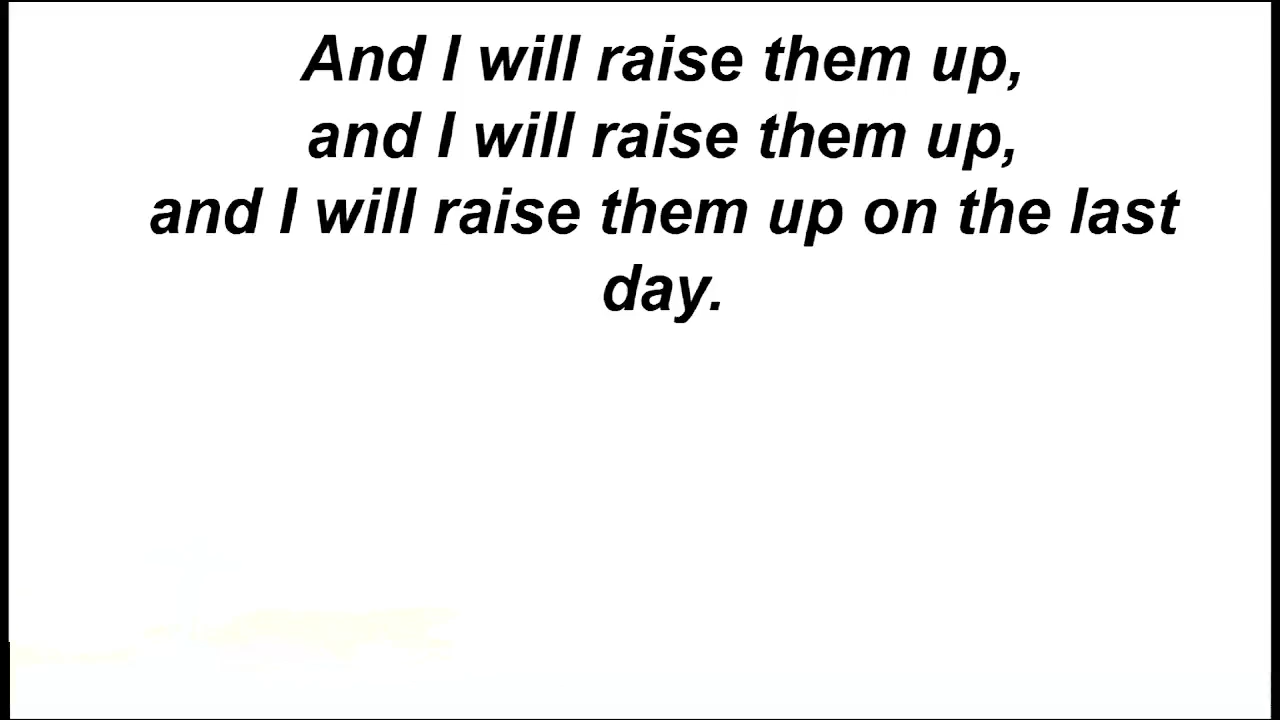 And I will raise them up,
and I will raise them up,
and I will raise them up on the last
day.